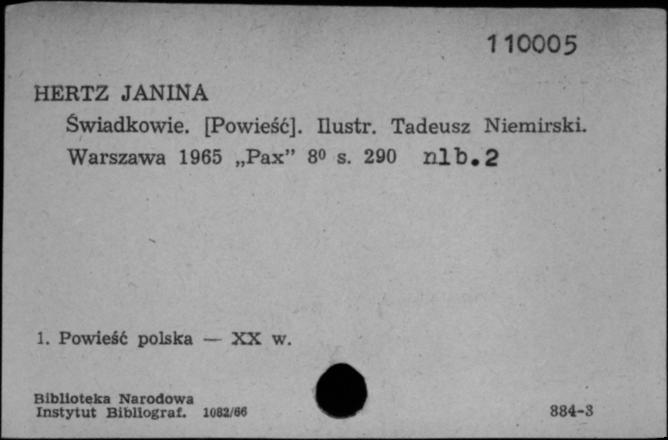 110005
HERTZ JANINA
Świadkowie. [Powieść]. Ilustr. Tadeusz Niemirski.
Warszawa 1965 „Pax” 8⁰ s. 290 nlb.2
1. Powieść polska — XX w.
Biblioteka Narodowa
Instytut Bibliograf. 1082/66
884-3